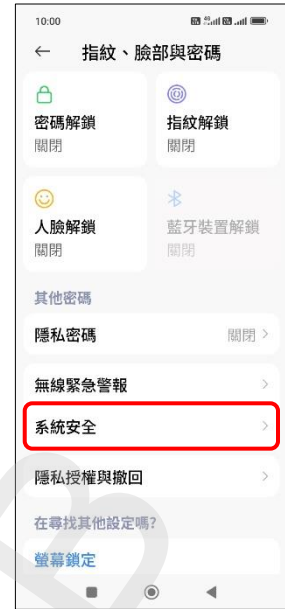 10:00
指紋、臉部與密碼
密碼解鎖
關閉
指紋解鎖
關閉
人臉解鎖
關閉
藍牙裝置解鎖
關閉
其他密碼
隱私密碼 關閉
無線緊急警報
系統安全
隱私授權與撤回
在尋找其他設定嗎?
螢幕鎖定